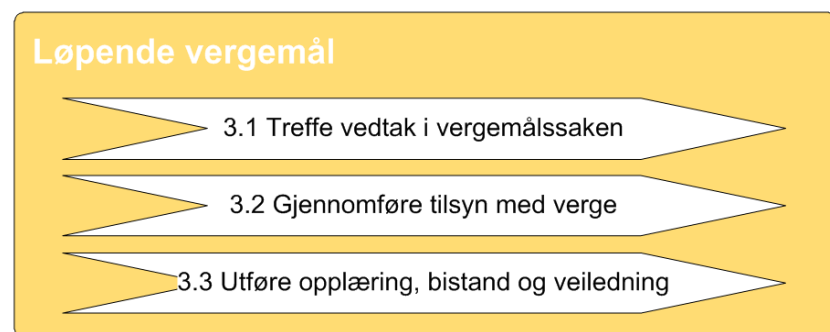 Løpende vergemål
3.1 Treffe vedtak i vergemålssaken
3.2 Gjennomføre tilsyn med verge
3.3 Utføre opplæring, bistand og veiledning